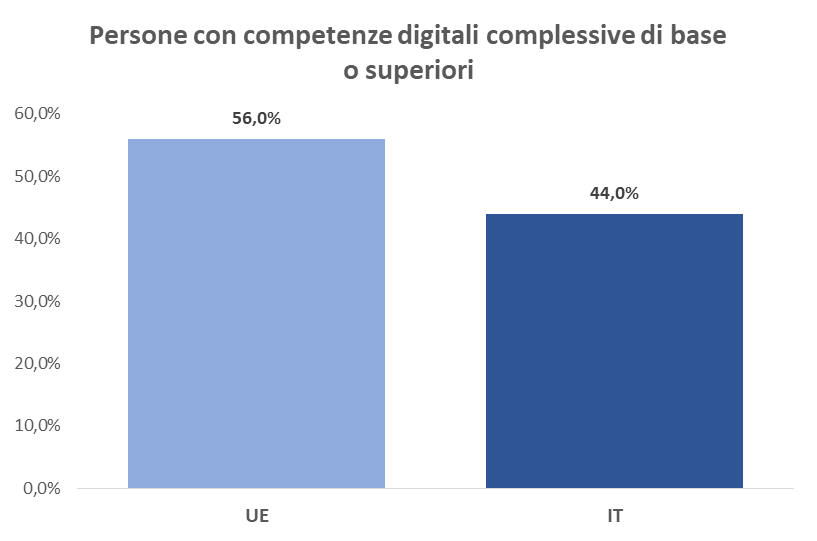 Persone con competenze digitali complessive di base
o superiori
60,0%
50,0%
40,0%
30,0%
20,0%
10,0%
0,0%
56,0%
44,0%
UE
IT